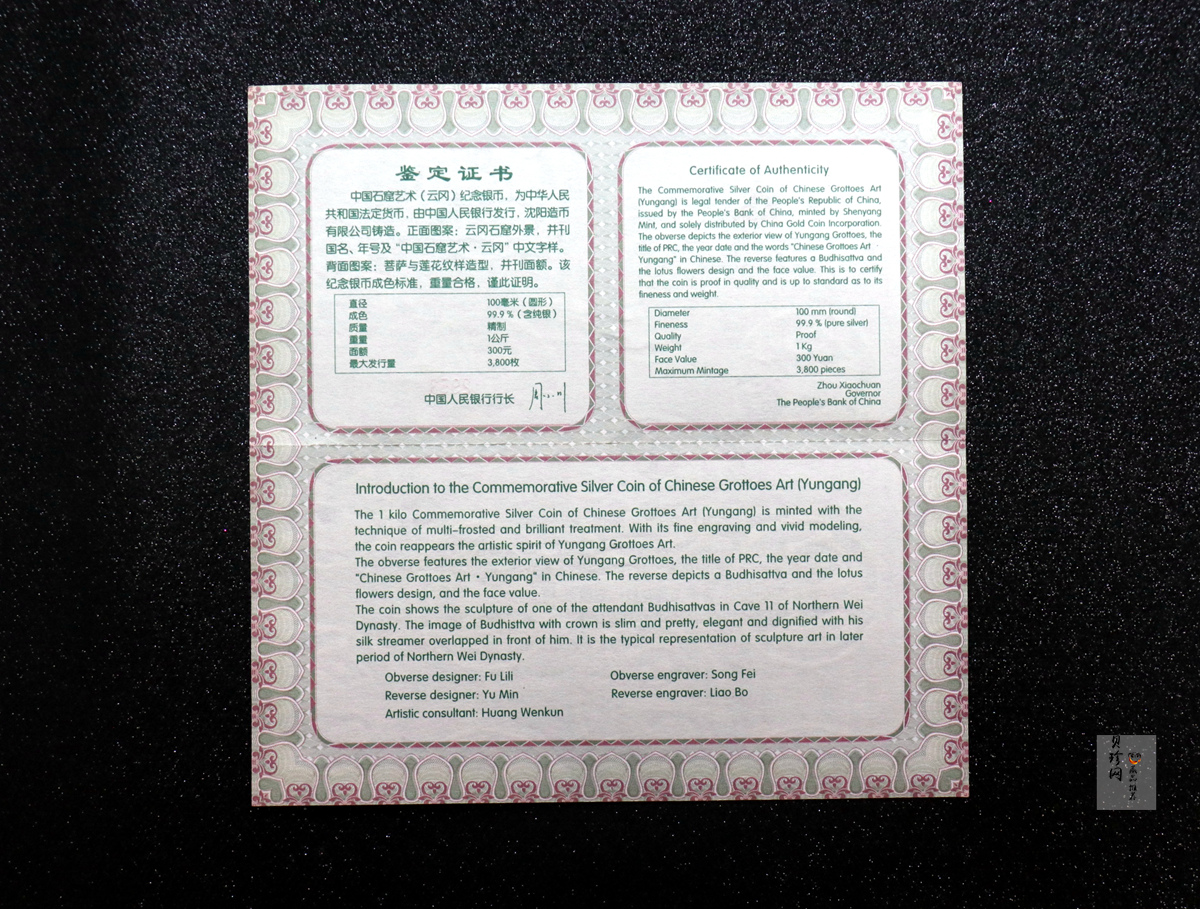 鉴定证书
中国石窟艺术（云冈）纪念银币，为中华人民
共和国法定货币，由中国人民银行发行，沈阳造币
有限公司铸造。正面图案：云冈石窟外景，并刊
国名、年号及“中国石窟艺术·云冈”中文字样。
背面图案：菩萨与莲花纹样造型，并刊面额。该
纪念银币成色标准，重量合格，谨此证明。
直径 100毫米（圆形）
成色 99.9％（含纯银）
质量 精制
重量 1公斤
面额 300元
最大发行量 3,800枚
中国人民银行行长
Certificate of Authenticity
The Commemorative Silver Coin of Chinese Grottoes Art
(Yungang) is legal tender of the People's Republic of China,
issued by the People's Bank of China, minted by Shenyang
Mint, and solely distributed by China Gold Coin Incorporation.
The obverse depicts the exterior view of Yungang Grottoes, the
title of PRC, the year date and the words "Chinese Grottoes Art ·
Yungang" in Chinese. The reverse features a Budhisattva and
the lotus flowers design and the face value. This is to certify
that the coin is proof in quality and is up to standard as to its
fineness and weight.
Diameter 100 mm (round)
Fineness 99.9 % (pure silver)
Quality Proof
Weight 1 Kg
Face Value 300 Yuan
Maximum Mintage 3,800 pieces
Zhou Xiaochuan
Governor
The People's Bank of China
Introduction to the Commemorative Silver Coin of Chinese Grottoes Art (Yungang)
The 1 kilo Commemorative Silver Coin of Chinese Grottoes Art (Yungang) is minted with the
technique of multi-frosted and brilliant treatment. With its fine engraving and vivid modeling,
the coin reappears the artistic spirit of Yungang Grottoes Art.
The obverse features the exterior view of Yungang Grottoes, the title of PRC, the year date and
"Chinese Grottoes Art · Yungang" in Chinese. The reverse depicts a Budhisattva and the lotus
flowers design, and the face value.
The coin shows the sculpture of one of the attendant Budhisattvas in Cave 11 of Northern Wei
Dynasty. The image of Budhisttva with crown is slim and pretty, elegant and dignified with his
silk streamer overlapped in front of him. It is the typical representation of sculpture art in later
period of Northern Wei Dynasty.
Obverse designer: Fu Lili Obverse engraver: Song Fei
Reverse designer: Yu Min Reverse engraver: Liao Bo
Artistic consultant: Huang Wenkun
贝珍网